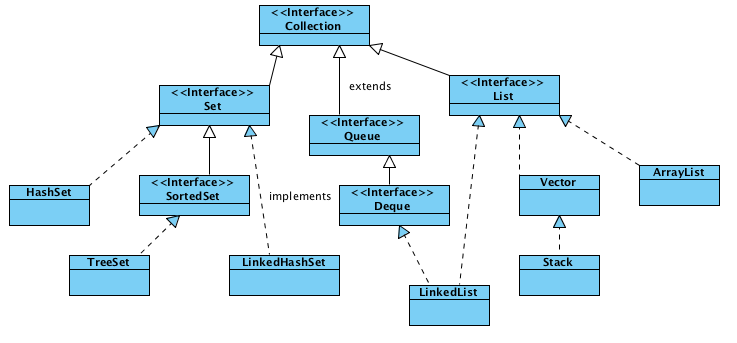 <<Interface>>
Collection
<<Interface>>
Set
extends
<<Interface>>
List
<<Interface>>
Queue
HashSet
<<Interface>>
SortedSet
implements
<<Interface>>
Deque
Vector
ArrayList
TreeSet
LinkedHashSet
LinkedList
Stack